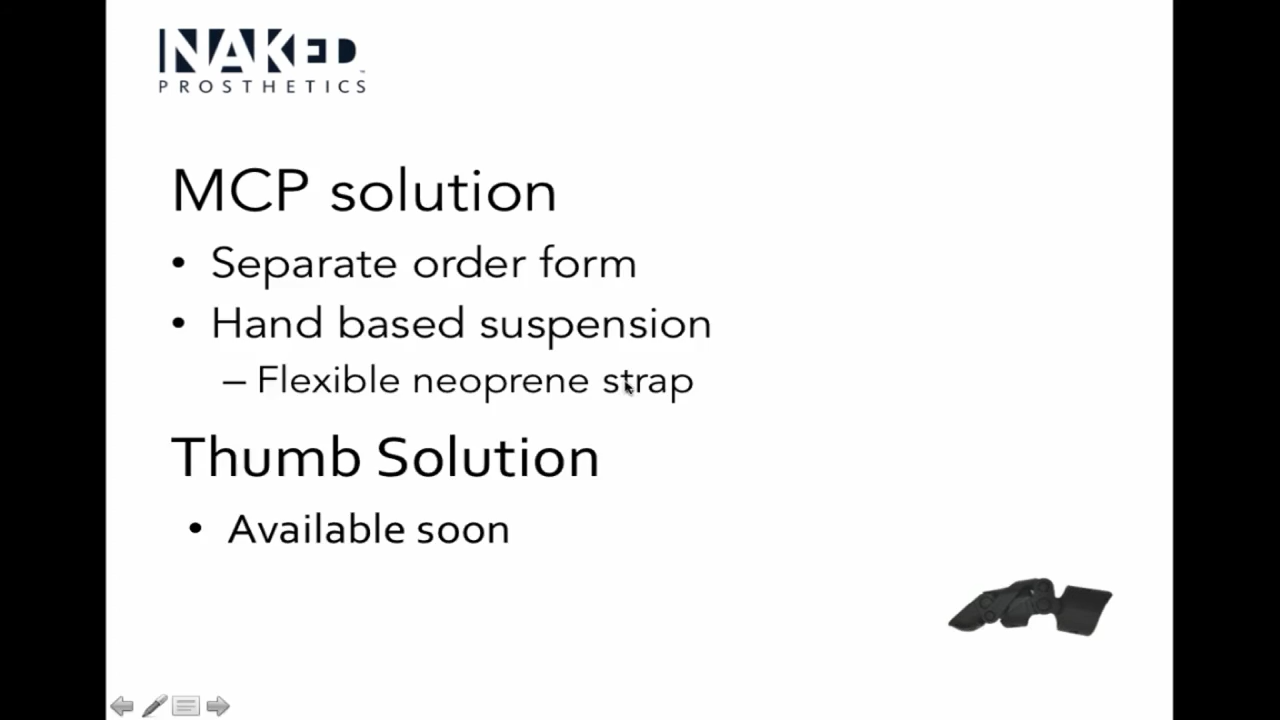 NAKED
PROSTHETICS
MCP solution
• Separate order form
• Hand based suspension
– Flexible neoprene strap
Thumb Solution
• Available soon